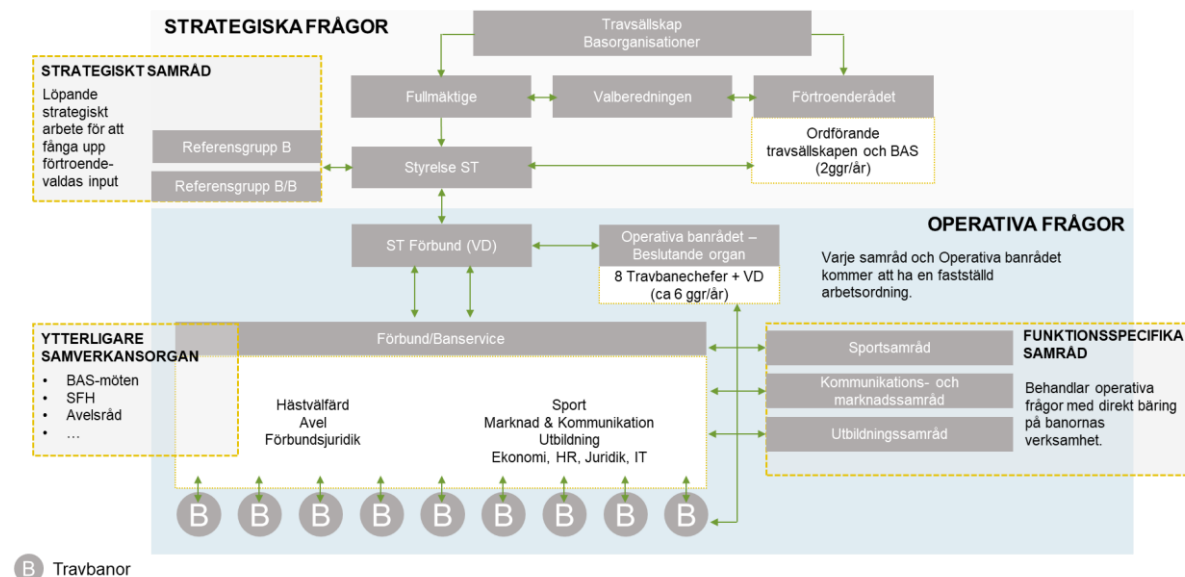 STRATEGISKA FRÅGOR
Travsällskap
Basorganisationer
STRATEGISKT SAMRÅD
Löpande
strategiskt
arbete för att
fånga upp
förtroende-
valdas input
Referensgrupp B
Referensgrupp B/B
Fullmäktige
Valberedningen
Förtroenderådet
Ordförande
travsällskapen och BAS
(2ggr/år)
Styrelse ST
OPERATIVA FRÅGOR
ST Förbund (VD)
Operativa banrådet –
Beslutande organ
8 Travbanechefer + VD
(ca 6 ggr/år)
Varje samråd och Operativa banrådet
kommer att ha en fastställd
arbetsordning.
YTTERLIGARE
SAMVERKANSORGAN
• BAS-möten
• SFH
• Avelsråd
• …
Förbund/Banservice
Hästvälfärd
Avel
Förbundsjuridik
Sport
Marknad & Kommunikation
Utbildning
Ekonomi, HR, Juridik, IT
Sportsamråd
Kommunikations- och
marknadssamråd
Utbildningssamråd
FUNKTIONSSPECIFIKA
SAMRÅD
Behandlar operativa
frågor med direkt bäring
på banornas
verksamhet.
B B B B B B B B B
B Travbanor